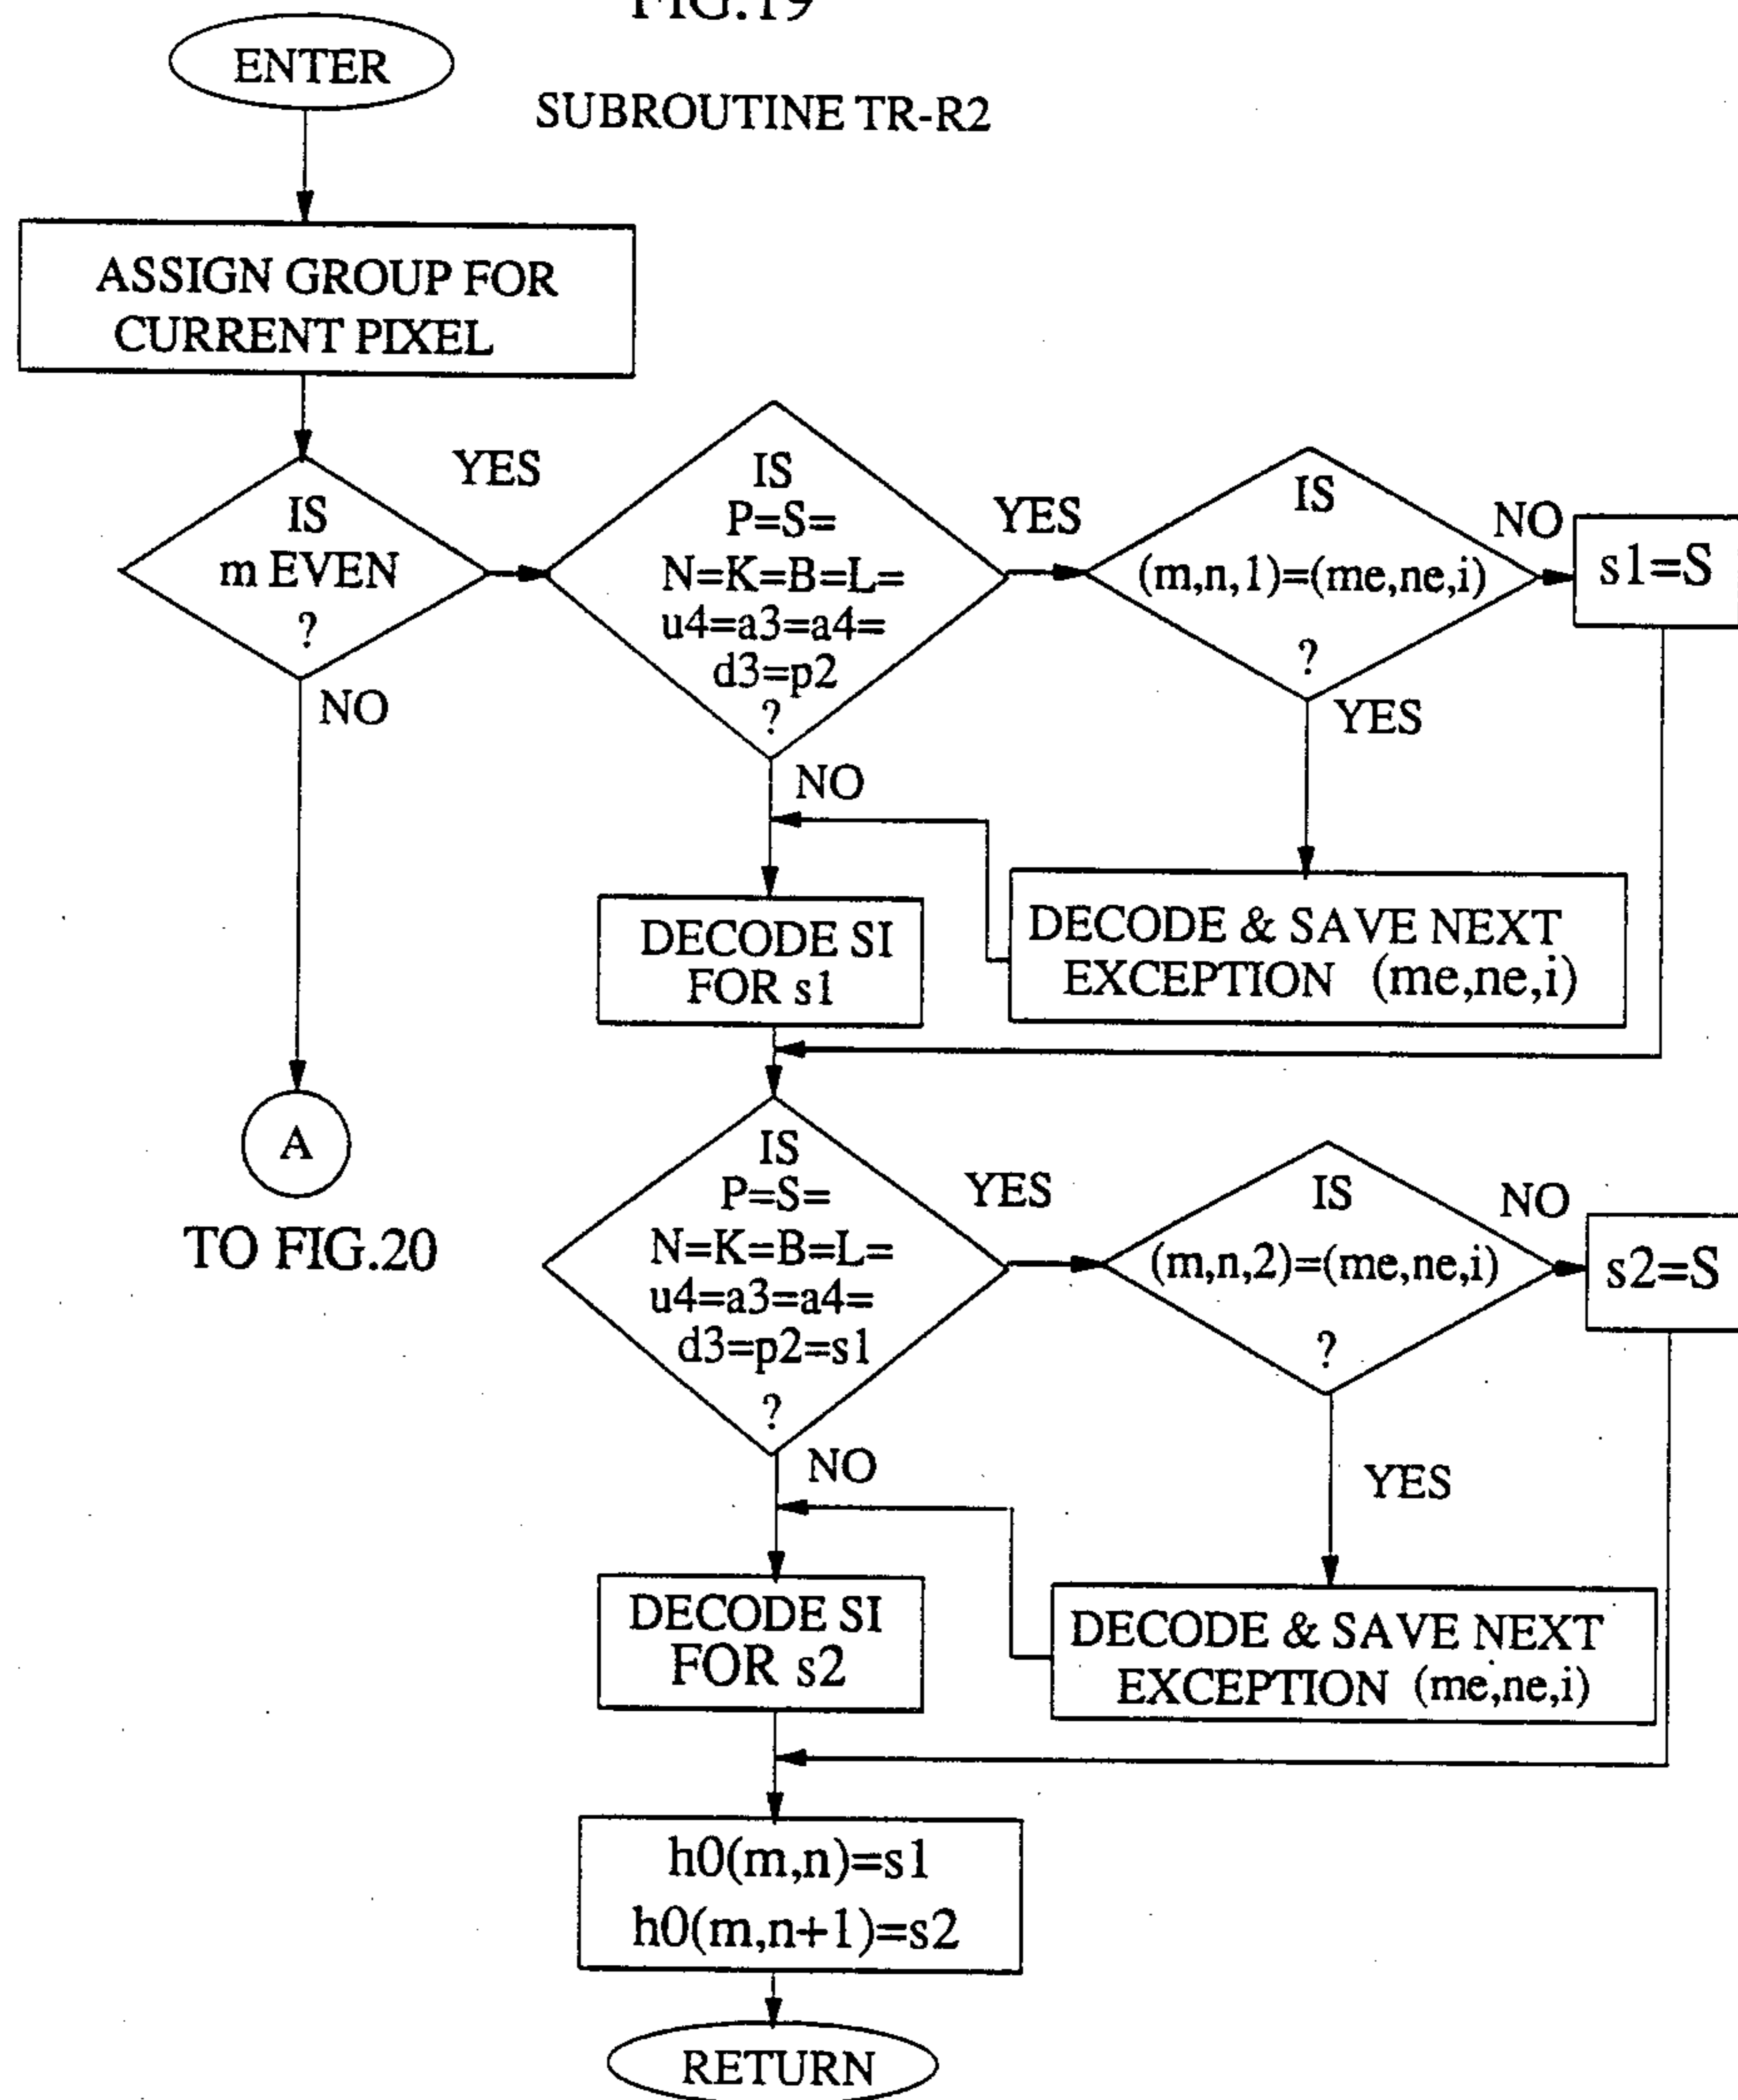 FIG.19
ENTER
SUBROUTINE TR-R2
ASSIGN GROUP FOR
CURRENT PIXEL
IS
m EVEN
?
YES
NO
IS
P=S=
N=K=B=L=
u4=a3=a4=
d3=p2
?
YES
NO
IS
(m,n,1)=(me,ne,i)
?
NO
YES
s1=S
DECODE SI
FOR s1
DECODE & SAVE NEXT
EXCEPTION (me,ne,i)
A
TO FIG.20
IS
P=S=
N=K=B=L=
u4=a3=a4=
d3=p2=s1
?
YES
NO
IS
(m,n,2)=(me,ne,i)
?
NO
YES
s2=S
DECODE SI
FOR s2
DECODE & SAVE NEXT
EXCEPTION (me,ne,i)
h0(m,n)=s1
h0(m,n+1)=s2
RETURN